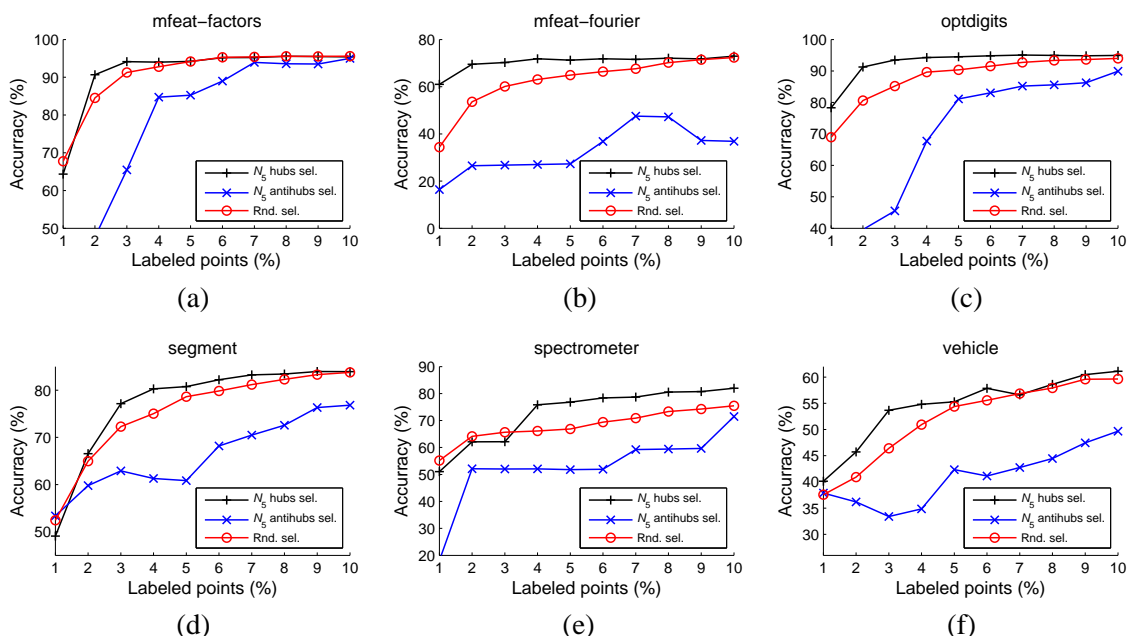 mfeat−factors
100
90
80
70
60
50
Accurracy (%)
1 2 3 4 5 6 7 8 9 10
Labeled points (%)
N5 hubs sel.
N5 antihubs sel.
Rnd. sel.
(a)
mfeat−fourier
80
60
40
20
0
Accurracy (%)
1 2 3 4 5 6 7 8 9 10
Labeled points (%)
N5 hubs sel.
N5 antihubs sel.
Rnd. sel.
(b)
optdigits
100
90
80
70
60
50
40
Accurracy (%)
1 2 3 4 5 6 7 8 9 10
Labeled points (%)
N5 hubs sel.
N5 antihubs sel.
Rnd. sel.
(c)
segment
80
70
60
50
Accurracy (%)
1 2 3 4 5 6 7 8 9 10
Labeled points (%)
N5 hubs sel.
N5 antihubs sel.
Rnd. sel.
(d)
spectrometer
90
80
70
60
50
40
30
20
Accurracy (%)
1 2 3 4 5 6 7 8 9 10
Labeled points (%)
N5 hubs sel.
N5 antihubs sel.
Rnd. sel.
(e)
vehicle
60
55
50
45
40
35
30
Accurracy (%)
1 2 3 4 5 6 7 8 9 10
Labeled points (%)
N5 hubs sel.
N5 antihubs sel.
Rnd. sel.
(f)